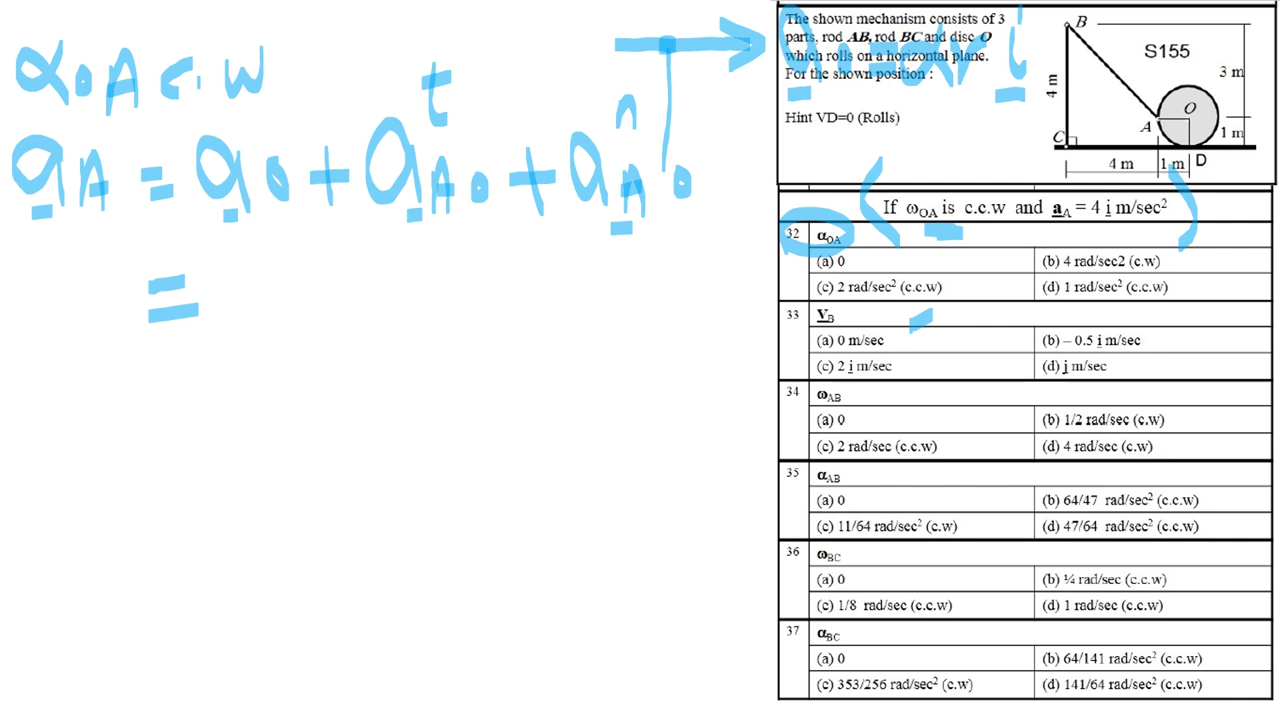 α OA C.W
a A = a O + a t AO + a n AO
=
a O = αr i
The shown mechanism consists of 3
parts, rod AB, rod BC and disc O
which rolls on a horizontal plane.
For the shown position :
Hint VD=0 (Rolls)
B
S155
3 m
4 m
O
A
1 m
C
4 m
1 m
D
If ωOA is c.c.w and aA = 4 i m/sec²
32 αOA
(a) 0 (b) 4 rad/sec2 (c.w)
(c) 2 rad/sec² (c.c.w) (d) 1 rad/sec² (c.c.w)
33 VB
(a) 0 m/sec (b) – 0.5 i m/sec
(c) 2 i m/sec (d) j m/sec
34 ωAB
(a) 0 (b) 1/2 rad/sec (c.w)
(c) 2 rad/sec (c.c.w) (d) 4 rad/sec (c.w)
35 αAB
(a) 0 (b) 64/47 rad/sec² (c.c.w)
(c) 11/64 rad/sec² (c.w) (d) 47/64 rad/sec² (c.c.w)
36 ωBC
(a) 0 (b) ¼ rad/sec (c.c.w)
(c) 1/8 rad/sec (c.c.w) (d) 1 rad/sec (c.c.w)
37 αBC
(a) 0 (b) 64/141 rad/sec² (c.c.w)
(c) 353/256 rad/sec² (c.w) (d) 141/64 rad/sec² (c.c.w)